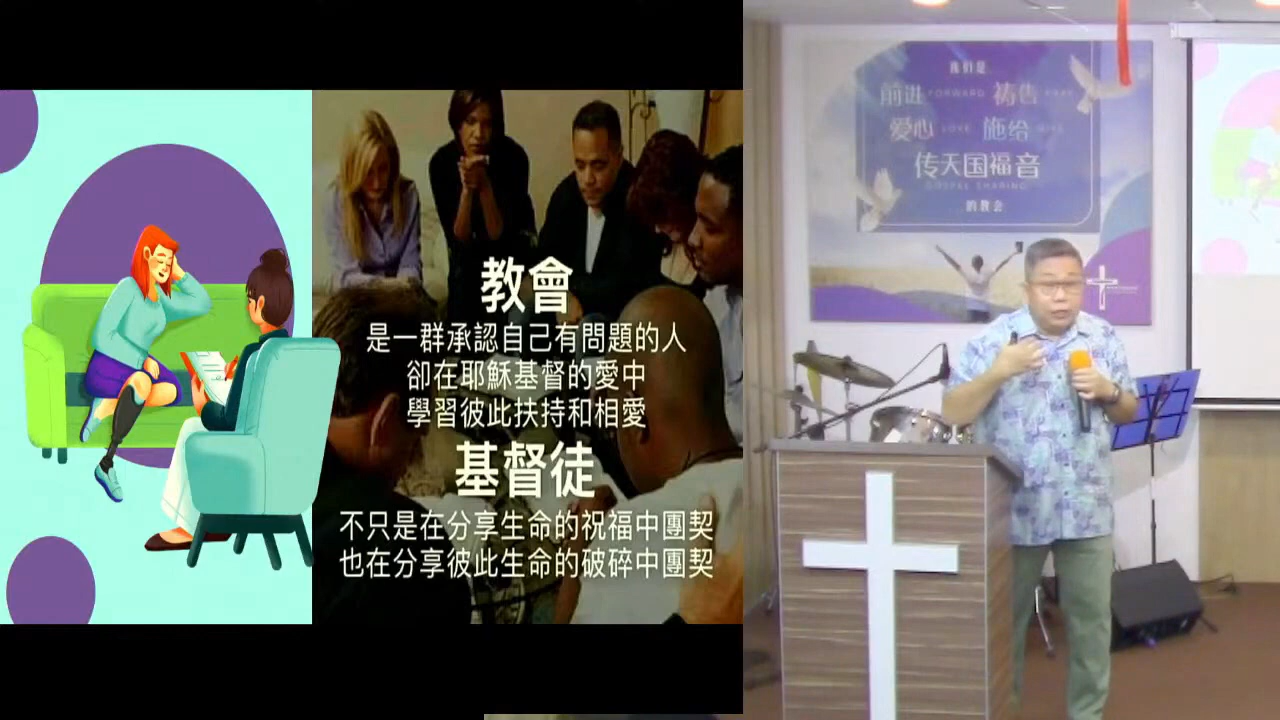 教會
是一群承認自己有問題的人
卻在耶穌基督的愛中
學習彼此扶持和相愛
基督徒
不只是在分享生命的祝福中團契
也在分享彼此生命的破碎中團契
我们是
前进 FORWARD 祷告 PRAY
爱心 LOVE 施给 GIVE
传天国福音
GOSPEL SHARING
的教会